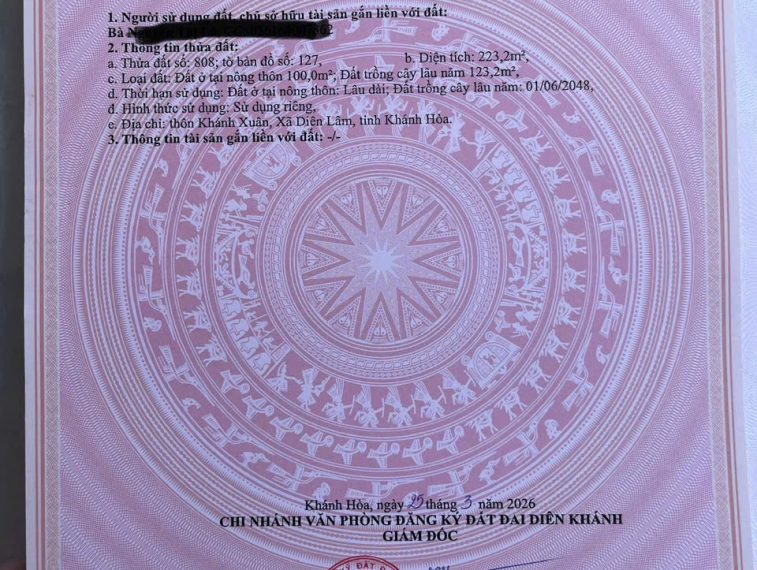 1. Người sử dụng đất, chủ sở hữu tài sản gắn liền với đất:
Bà
2. Thông tin thửa đất:
a. Thửa đất số: 808; tờ bản đồ số: 127, b. Diện tích: 223,2m²,
c. Loại đất: Đất ở tại nông thôn 100,0m²; Đất trồng cây lâu năm 123,2m²,
d. Thời hạn sử dụng: Đất ở tại nông thôn: Lâu dài; Đất trồng cây lâu năm: 01/06/2048,
đ. Hình thức sử dụng: Sử dụng riêng,
e. Địa chỉ: thôn Khánh Xuân, Xã Diên Lâm, tỉnh Khánh Hòa.
3. Thông tin tài sản gắn liền với đất: -/-
Khánh Hòa, ngày 25 tháng 3 năm 2026
CHI NHÁNH VĂN PHÒNG ĐĂNG KÝ ĐẤT ĐAI DIÊN KHÁNH
GIÁM ĐỐC
KÝ ĐẤT Đ